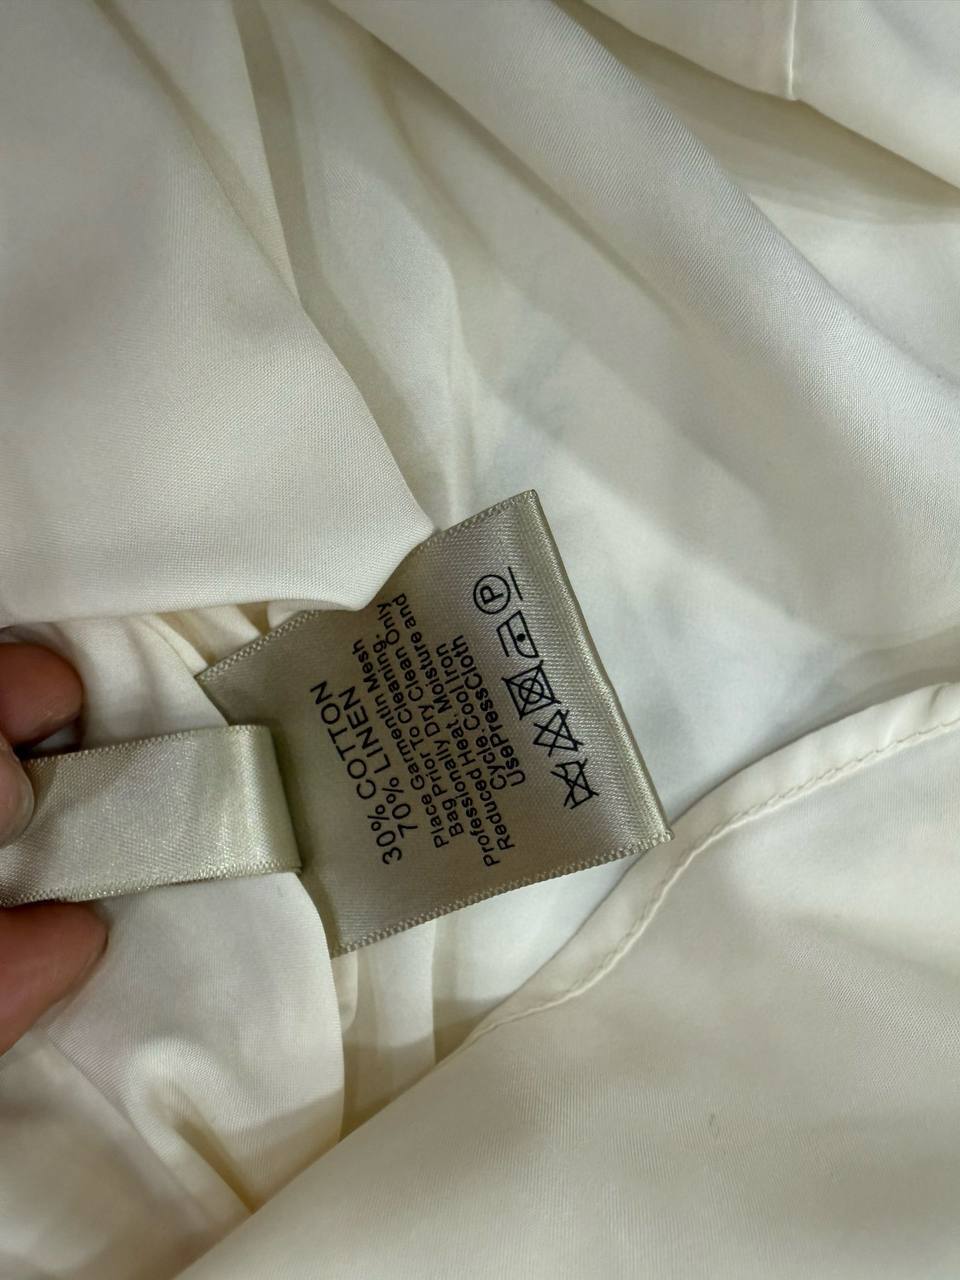 30% COTTON
70% LINEN
Place Garment in Mesh
Bag Prior To Cleaning.
Professionally Dry Clean Only
Reduced Heat, Moisture and
Cycle. Cool Iron
Use Press Cloth
P